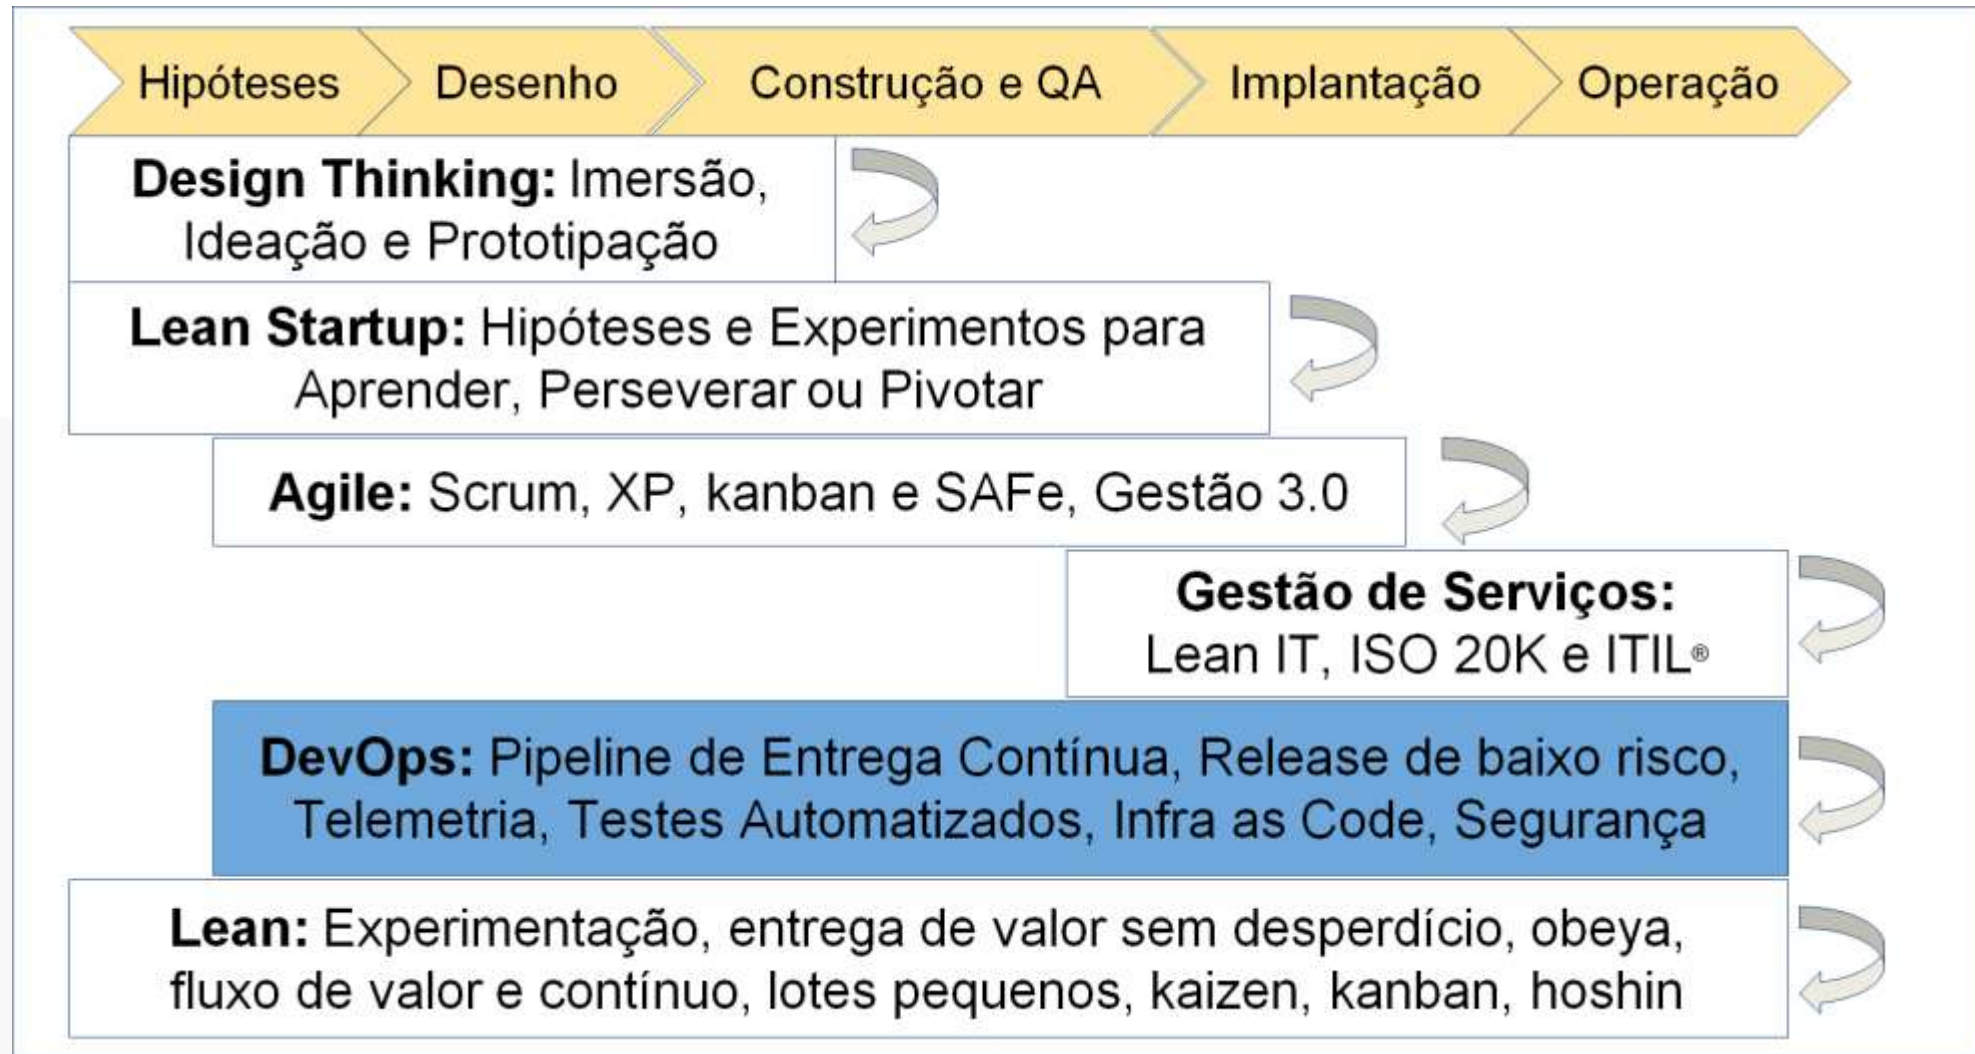 Hipóteses
Desenho
Construção e QA
Implantação
Operação
Design Thinking: Imersão,
Ideação e Prototipação
Lean Startup: Hipóteses e Experimentos para
Aprender, Perseverar ou Pivotar
Agile: Scrum, XP, kanban e SAFe, Gestão 3.0
Gestão de Serviços:
Lean IT, ISO 20K e ITIL®
DevOps: Pipeline de Entrega Contínua, Release de baixo risco,
Telemetria, Testes Automatizados, Infra as Code, Segurança
Lean: Experimentação, entrega de valor sem desperdício, obeya,
fluxo de valor e contínuo, lotes pequenos, kaizen, kanban, hoshin